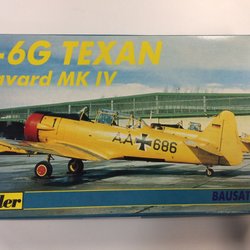 -6G TEXAN
avard MK IV
AA 686
ller
BAUSAT